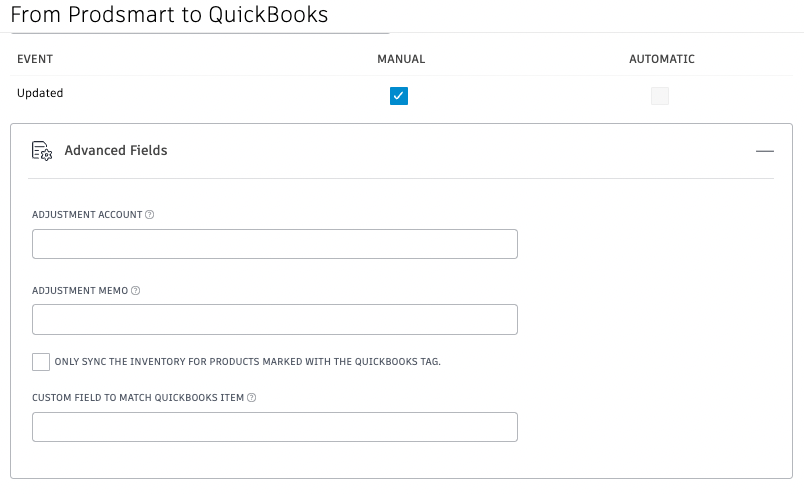 From Prodsmart to QuickBooks
EVENT MANUAL AUTOMATIC
Updated
Advanced Fields
ADJUSTMENT ACCOUNT
ADJUSTMENT MEMO
ONLY SYNC THE INVENTORY FOR PRODUCTS MARKED WITH THE QUICKBOOKS TAG.
CUSTOM FIELD TO MATCH QUICKBOOKS ITEM